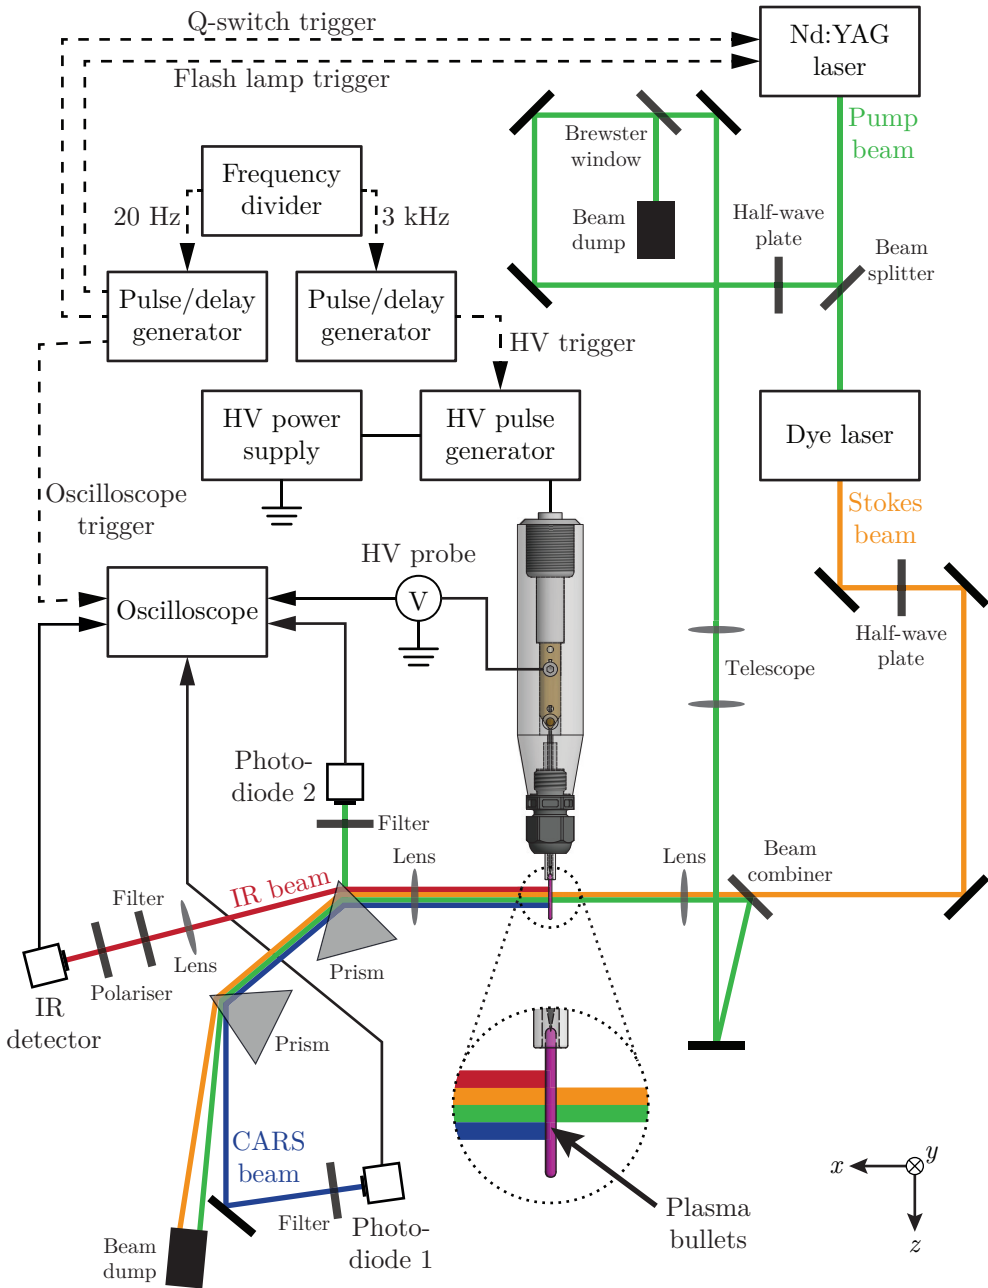 Q-switch trigger
Flash lamp trigger
Nd:YAG
laser
Pump
beam
Brewster
window
Beam
dump
Half-wave
plate
Beam
splitter
Frequency
divider
20 Hz
3 kHz
Pulse/delay
generator
Pulse/delay
generator
HV trigger
HV power
supply
HV pulse
generator
Dye laser
Stokes
beam
Oscilloscope
trigger
HV probe
V
Oscilloscope
Half-wave
plate
Telescope
Photo-
diode 2
Filter
Lens
Lens
Beam
combiner
IR beam
Filter
Lens
Polariser
Prism
IR
detector
Prism
CARS
beam
Filter
Photo-
diode 1
Beam
dump
Plasma
bullets
x
y
z